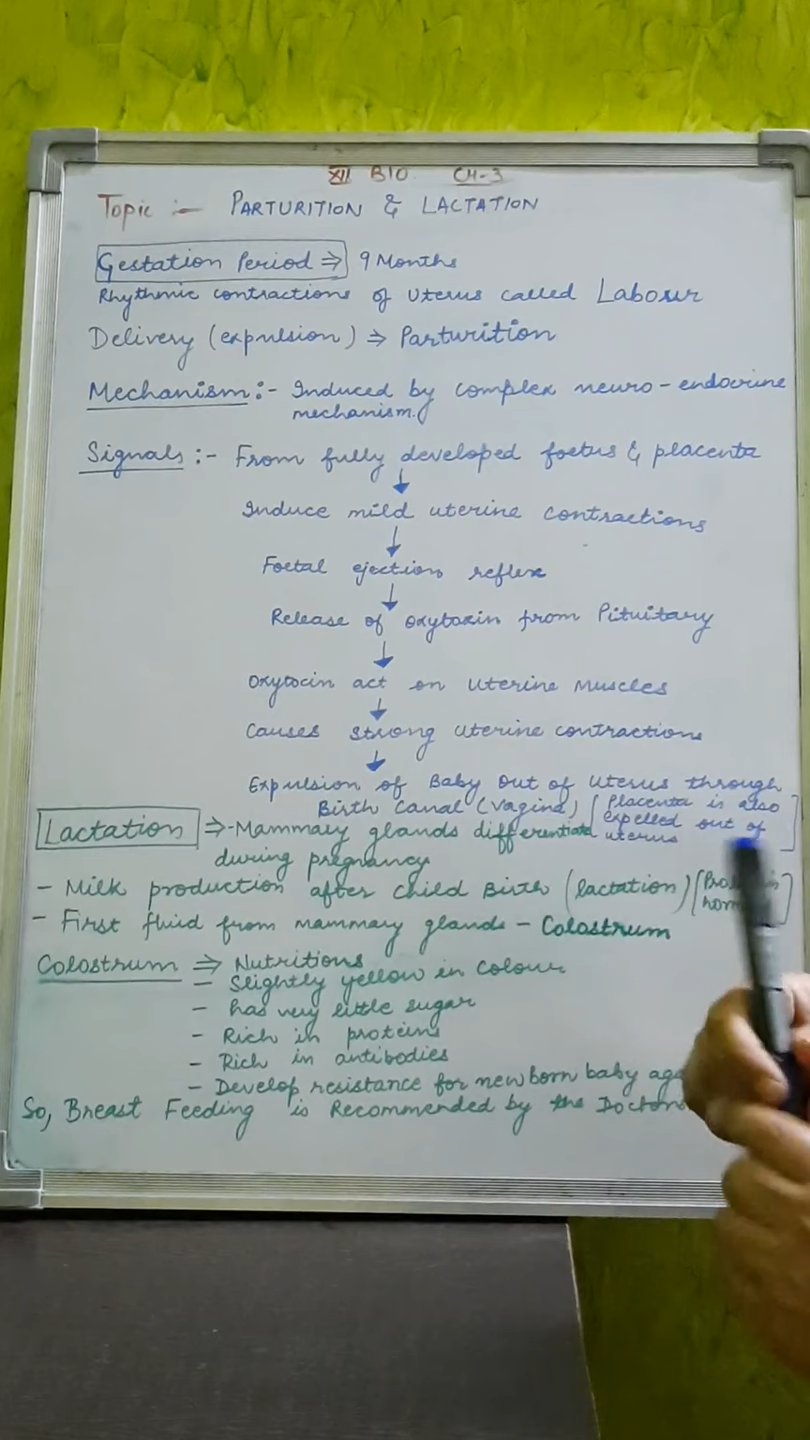 XII BIO CH-3
Topic :- PARTURITION & LACTATION
Gestation Period ⇒ 9 Months
Rhythmic contractions of Uterus called Labour
Delivery (expulsion) ⇒ Parturition
Mechanism :- Induced by complex neuro-endocrine
mechanism.
Signals :- From fully developed foetus & placenta
↓
Induce mild uterine contractions
↓
Foetal ejection reflex
↓
Release of oxytoxin from Pituitary
↓
Oxytocin act on Uterine Muscles
↓
Causes strong uterine contractions
↓
Expulsion of Baby out of Uterus through
Birth Canal (vagina) [Placenta is also
expelled out of
uterus]
Lactation ⇒ - Mammary glands differentiate
during pregnancy
- Milk production after child Birth (lactation)
- First fluid from mammary glands - Colostrum
Colostrum ⇒ Nutritions
- Slightly yellow in colour
- has very little sugar
- Rich in proteins
- Rich in antibodies
- Develop resistance for new born baby
So, Breast Feeding is Recommended by the Doctors